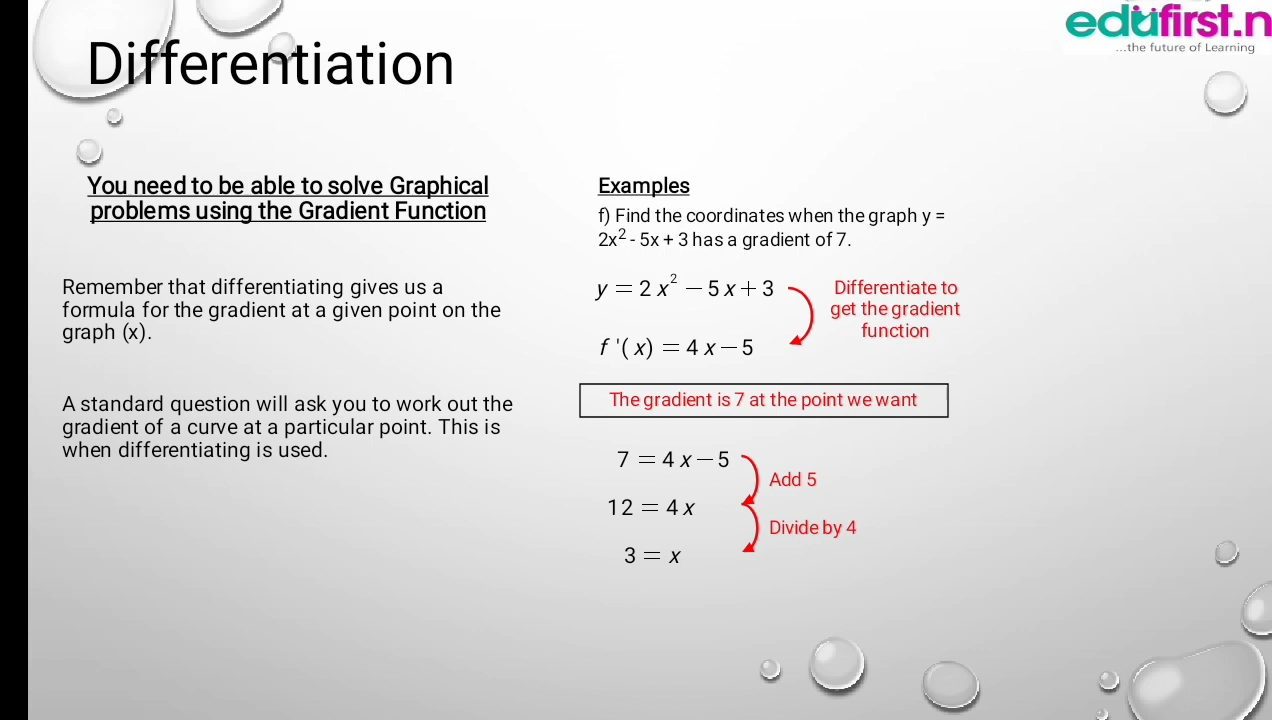 edufirst.n
...the future of Learning
Differentiation
You need to be able to solve Graphical
problems using the Gradient Function
Remember that differentiating gives us a
formula for the gradient at a given point on the
graph (x).
A standard question will ask you to work out the
gradient of a curve at a particular point. This is
when differentiating is used.
Examples
f) Find the coordinates when the graph y =
2x² - 5x + 3 has a gradient of 7.
y = 2x² − 5x + 3
Differentiate to
get the gradient
function
f '(x) = 4x − 5
The gradient is 7 at the point we want
7 = 4x − 5
Add 5
12 = 4x
Divide by 4
3 = x